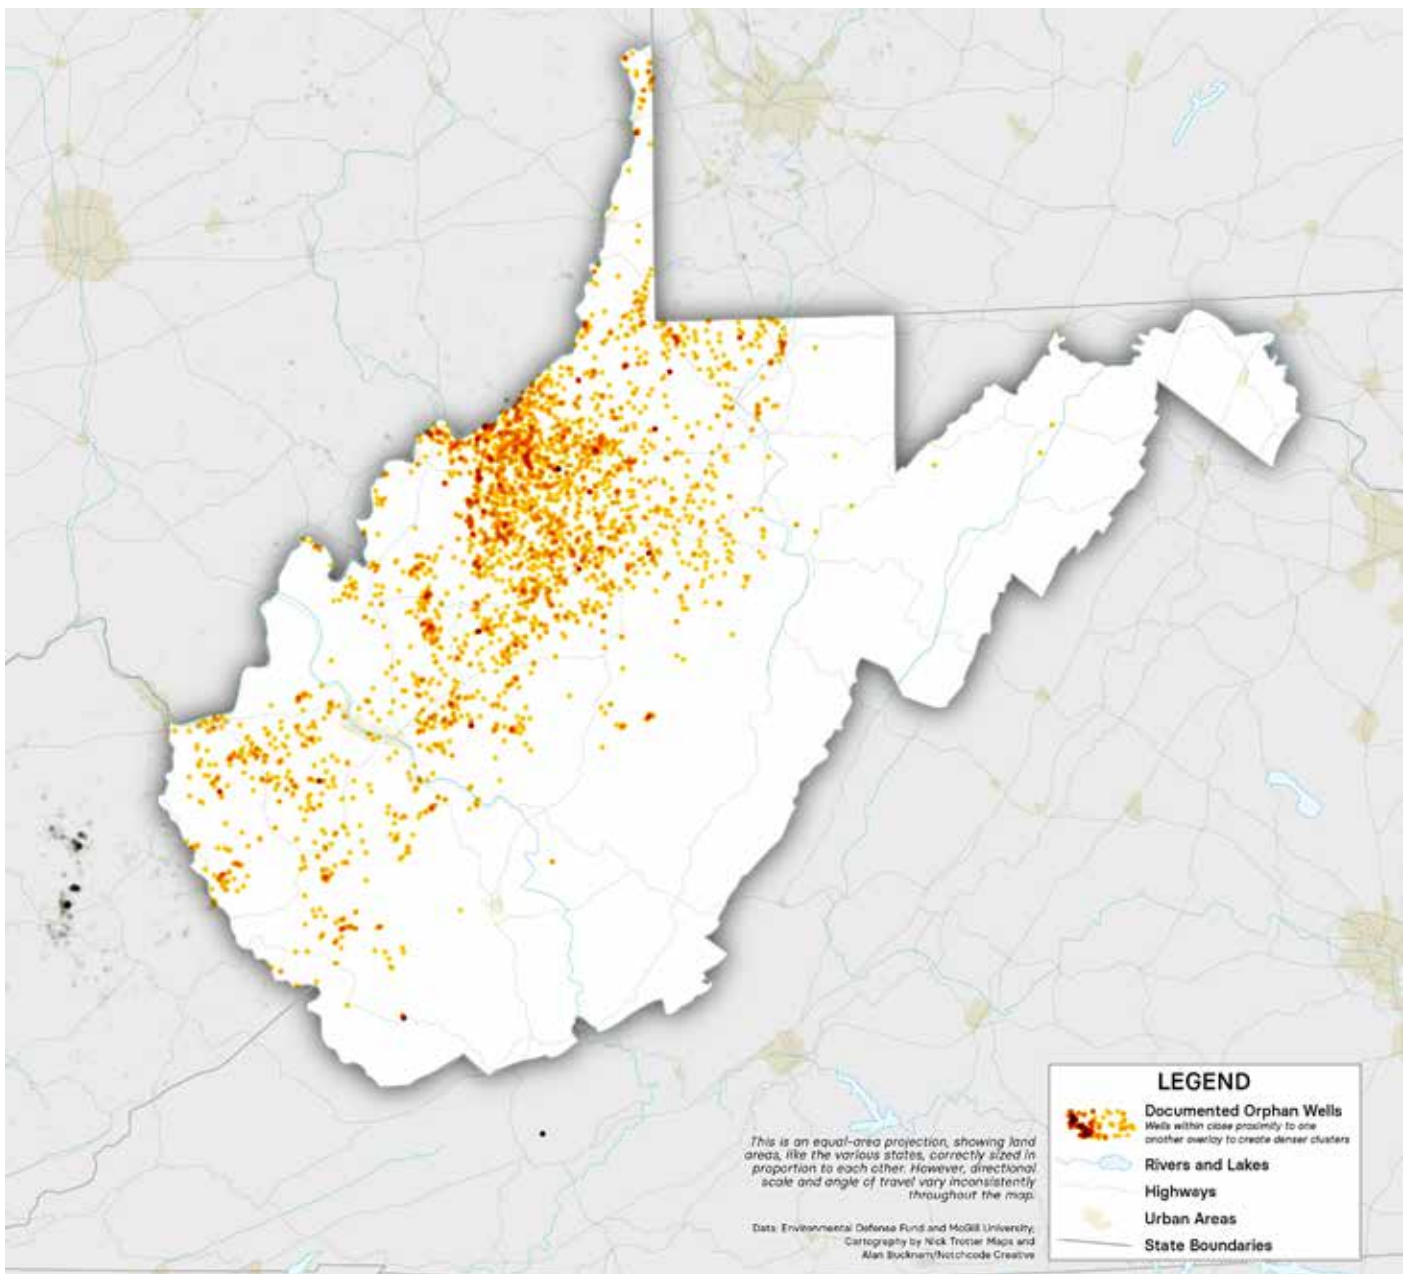 LEGEND
Documented Orphan Wells
Wells within close proximity to one
another overlay to create denser clusters
Rivers and Lakes
Highways
Urban Areas
State Boundaries
This is an equal-area projection, showing land
areas, like the various states, correctly sized in
proportion to each other. However, directional
scale and angle of travel vary inconsistently
throughout the map.
Data: Environmental Defense Fund and McGill University;
Cartography by Nick Trotter Maps and
Alan Bucknam/Notchcode Creative